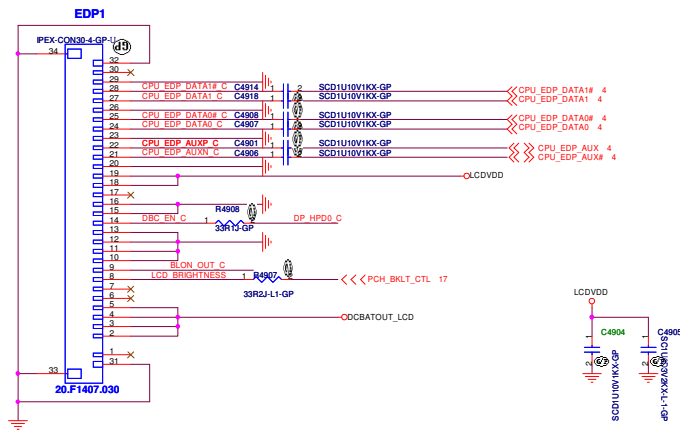 EDP1
IPEX-CON30-4-GP-U
GP
34
32
30
29
28 CPU_EDP_DATA1#_C C4914 1 2 SCD1U10V1KX-GP CPU_EDP_DATA1# 4
27 CPU_EDP_DATA1_C C4918 1 2 SCD1U10V1KX-GP CPU_EDP_DATA1 4
26
25 CPU_EDP_DATA0#_C C4908 1 2 SCD1U10V1KX-GP CPU_EDP_DATA0# 4
24 CPU_EDP_DATA0_C C4907 1 2 SCD1U10V1KX-GP CPU_EDP_DATA0 4
23
22 CPU_EDP_AUXP_C C4901 1 2 SCD1U10V1KX-GP CPU_EDP_AUX 4
21 CPU_EDP_AUXN_C C4906 1 2 SCD1U10V1KX-GP CPU_EDP_AUX# 4
20
19 LCDVDD
18
17
16
15 R4908
14 DBC_EN_C 1 DP_HPD0_C
13 33R1J-GP
12
11
10
9 BLON_OUT_C
8 LCD_BRIGHTNESS 1 R4907 PCH_BKLT_CTL 17
7 33R2J-L1-GP
6
5
4 DCBATOUT_LCD
3
2
1
31
33
20.F1407.030
LCDVDD
C4904
1
2
SCD1U10V1KX-GP
C4905
1
2